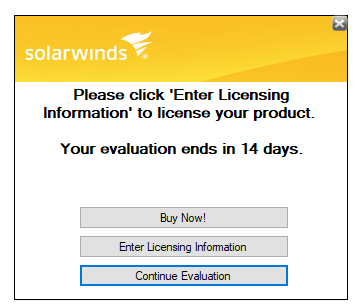 solarwinds
Please click 'Enter Licensing
Information' to license your product.
Your evaluation ends in 14 days.
Buy Now!
Enter Licensing Information
Continue Evaluation